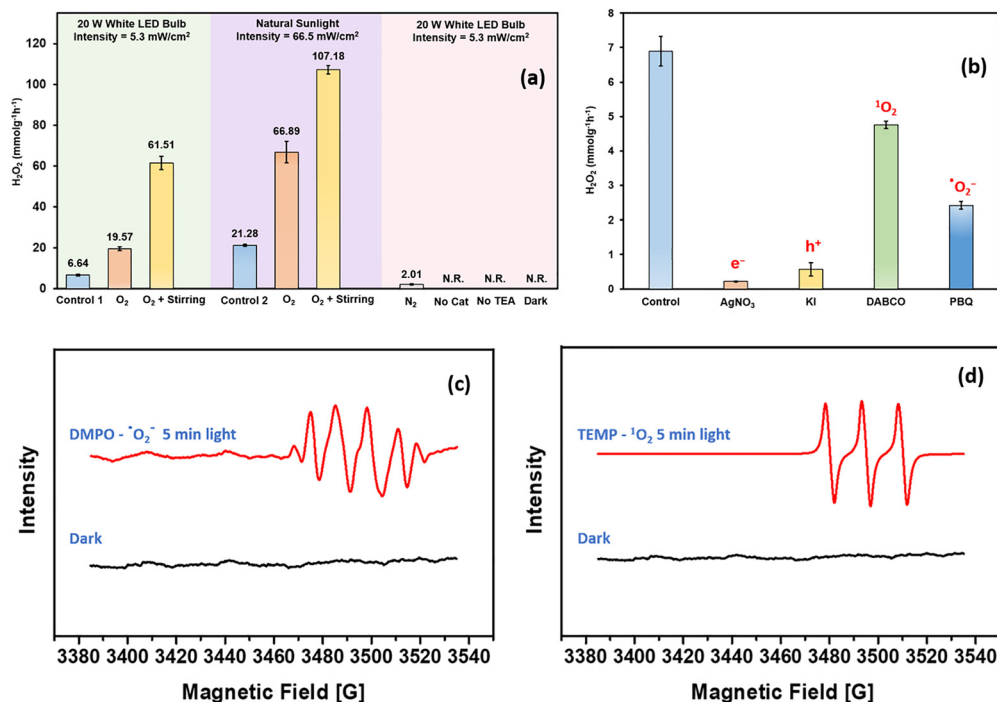 20 W White LED Bulb
Intensity = 5.3 mW/cm²
Natural Sunlight
Intensity = 66.5 mW/cm²
20 W White LED Bulb
Intensity = 5.3 mW/cm²
(a)
H₂O₂ (mmolg⁻¹h⁻¹)
120
100
80
60
40
20
0
6.64
19.57
61.51
21.28
66.89
107.18
2.01
N.R.
N.R.
N.R.
Control 1
O₂
O₂ + Stirring
Control 2
O₂
O₂ + Stirring
N₂
No Cat
No TEA
Dark
(b)
H₂O₂ (mmolg⁻¹h⁻¹)
8
7
6
5
4
3
2
1
0
e⁻
h⁺
¹O₂
•O₂⁻
Control
AgNO₃
KI
DABCO
PBQ
(c)
Intensity
DMPO - •O₂⁻ 5 min light
Dark
3380 3400 3420 3440 3460 3480 3500 3520 3540
Magnetic Field [G]
(d)
Intensity
TEMP - ¹O₂ 5 min light
Dark
3380 3400 3420 3440 3460 3480 3500 3520 3540
Magnetic Field [G]